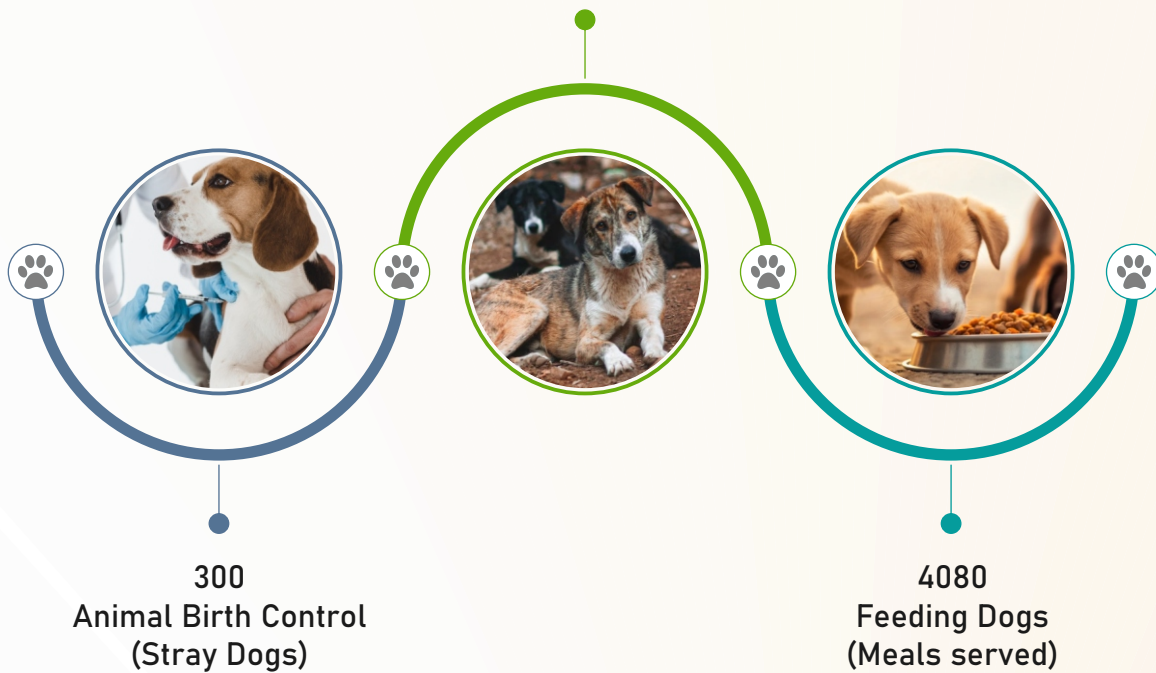 300
Animal Birth Control
(Stray Dogs)
4080
Feeding Dogs
(Meals served)